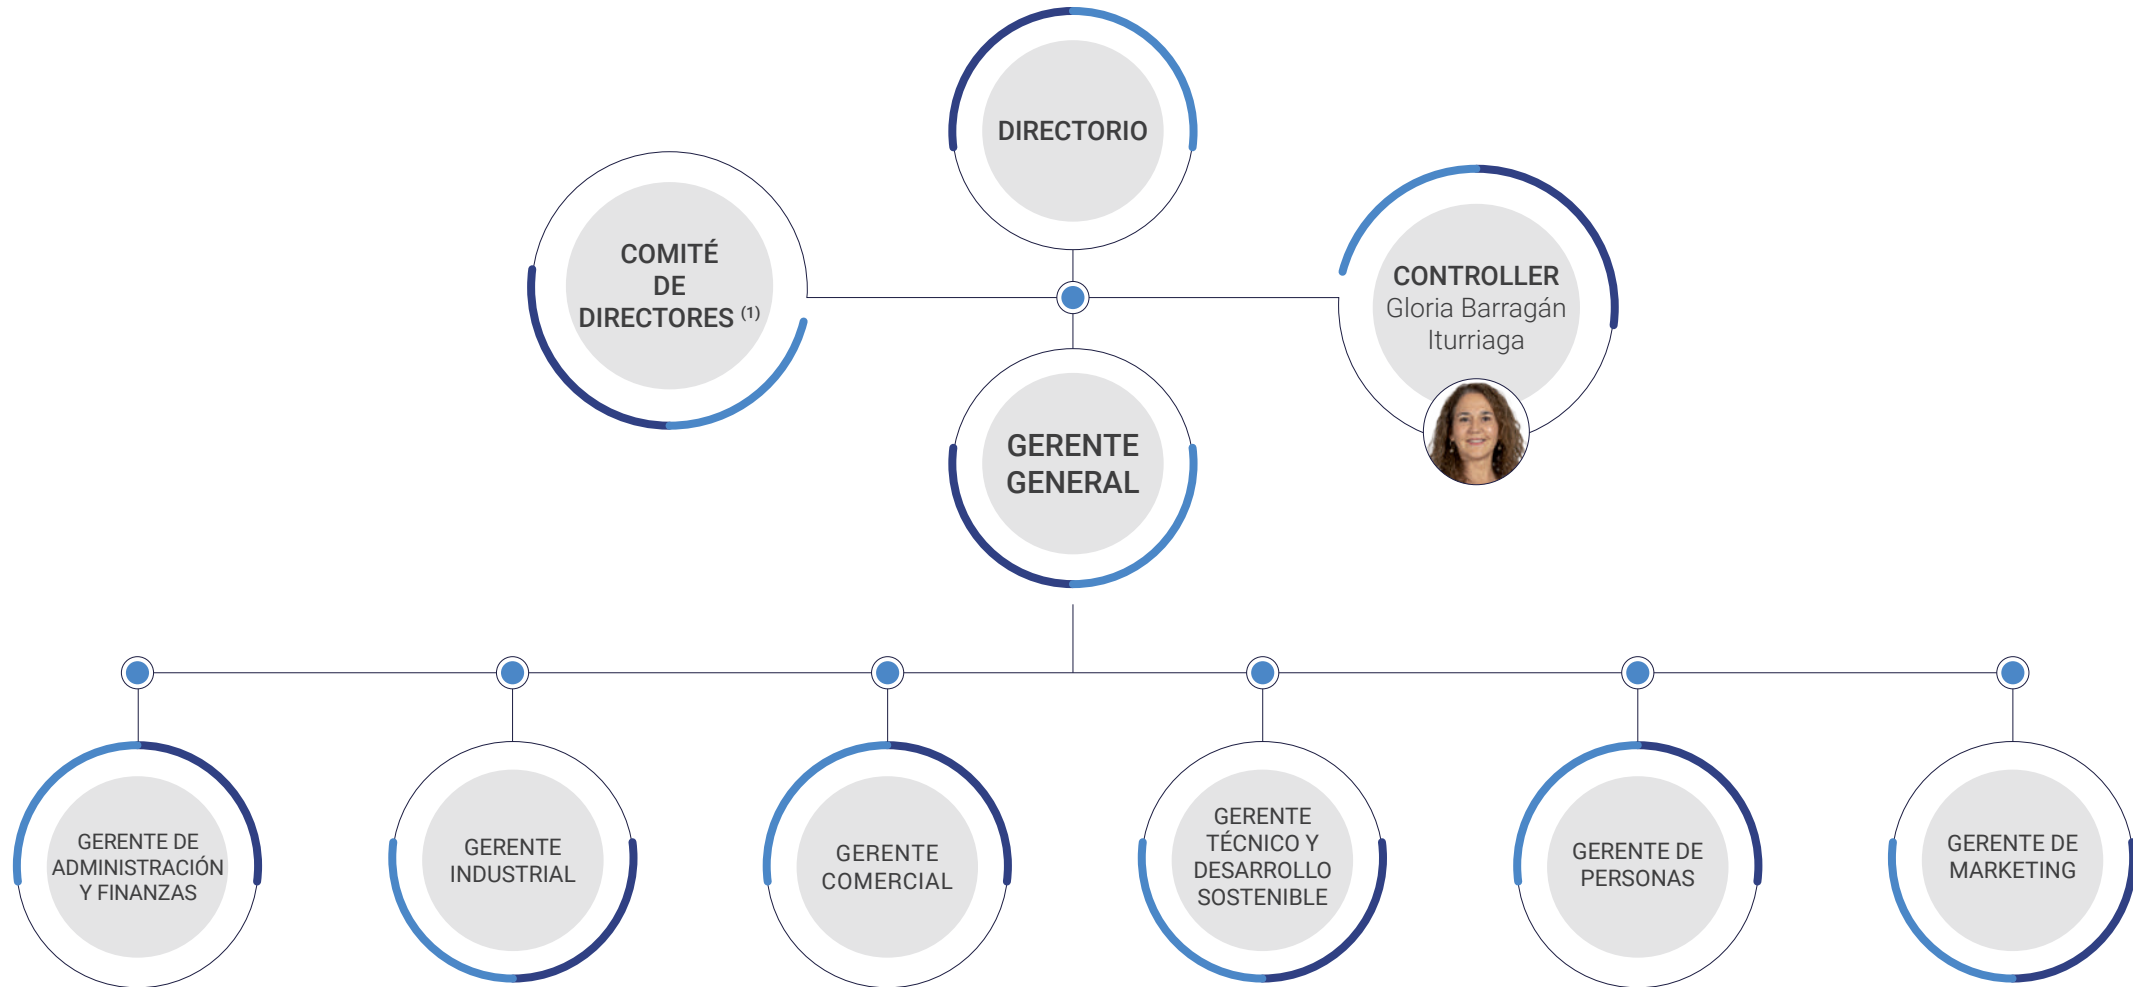 DIRECTORIO
COMITÉ
DE
DIRECTORES (1)
CONTROLLER
Gloria Barragán
Iturriaga
GERENTE
GENERAL
GERENTE DE
ADMINISTRACIÓN
Y FINANZAS
GERENTE
INDUSTRIAL
GERENTE
COMERCIAL
GERENTE
TÉCNICO Y
DESARROLLO
SOSTENIBLE
GERENTE DE
PERSONAS
GERENTE DE
MARKETING